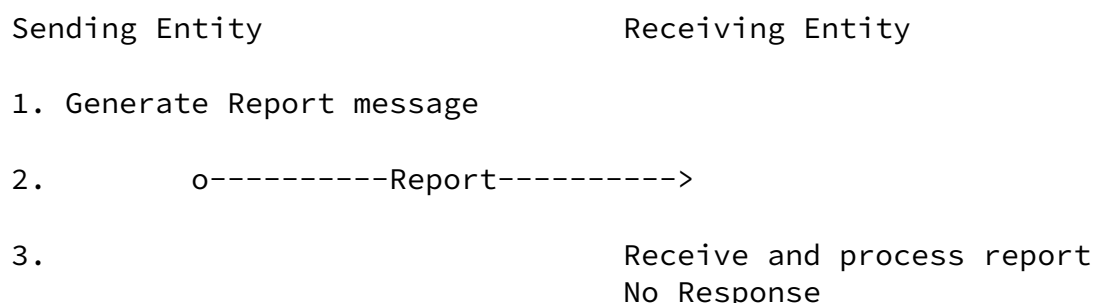 Sending Entity                      Receiving Entity
1. Generate Report message
2.        o----------Report---------->
3.                                  Receive and process report
                                    No Response